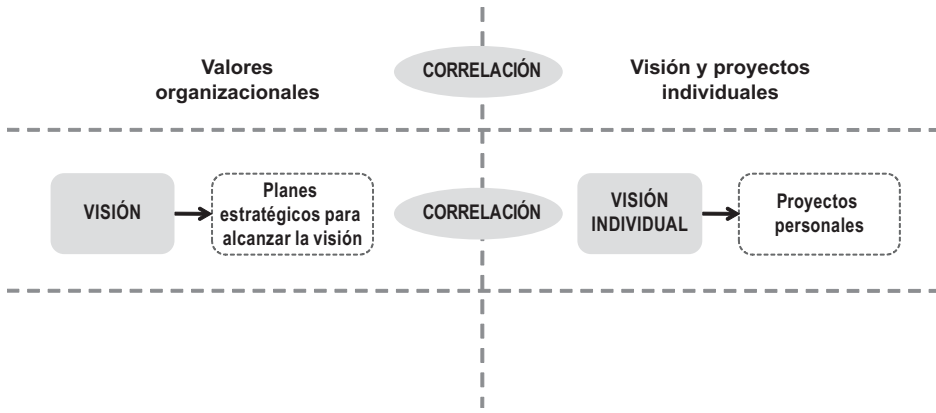 Valores
organizacionales
CORRELACIÓN
Visión y proyectos
individuales
VISIÓN
Planes
estratégicos para
alcanzar la visión
CORRELACIÓN
VISIÓN
INDIVIDUAL
Proyectos
personales